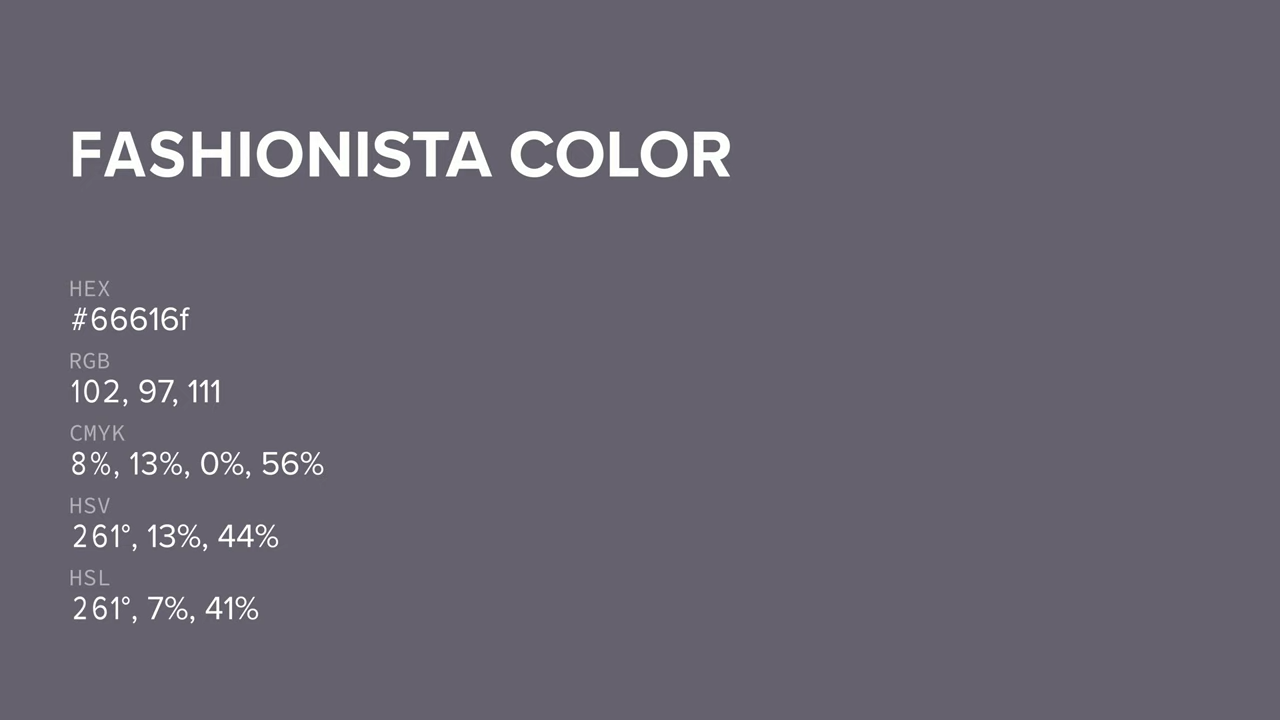 FASHIONISTA COLOR
HEX
#66616f
RGB
102, 97, 111
CMYK
8%, 13%, 0%, 56%
HSV
261°, 13%, 44%
HSL
261°, 7%, 41%